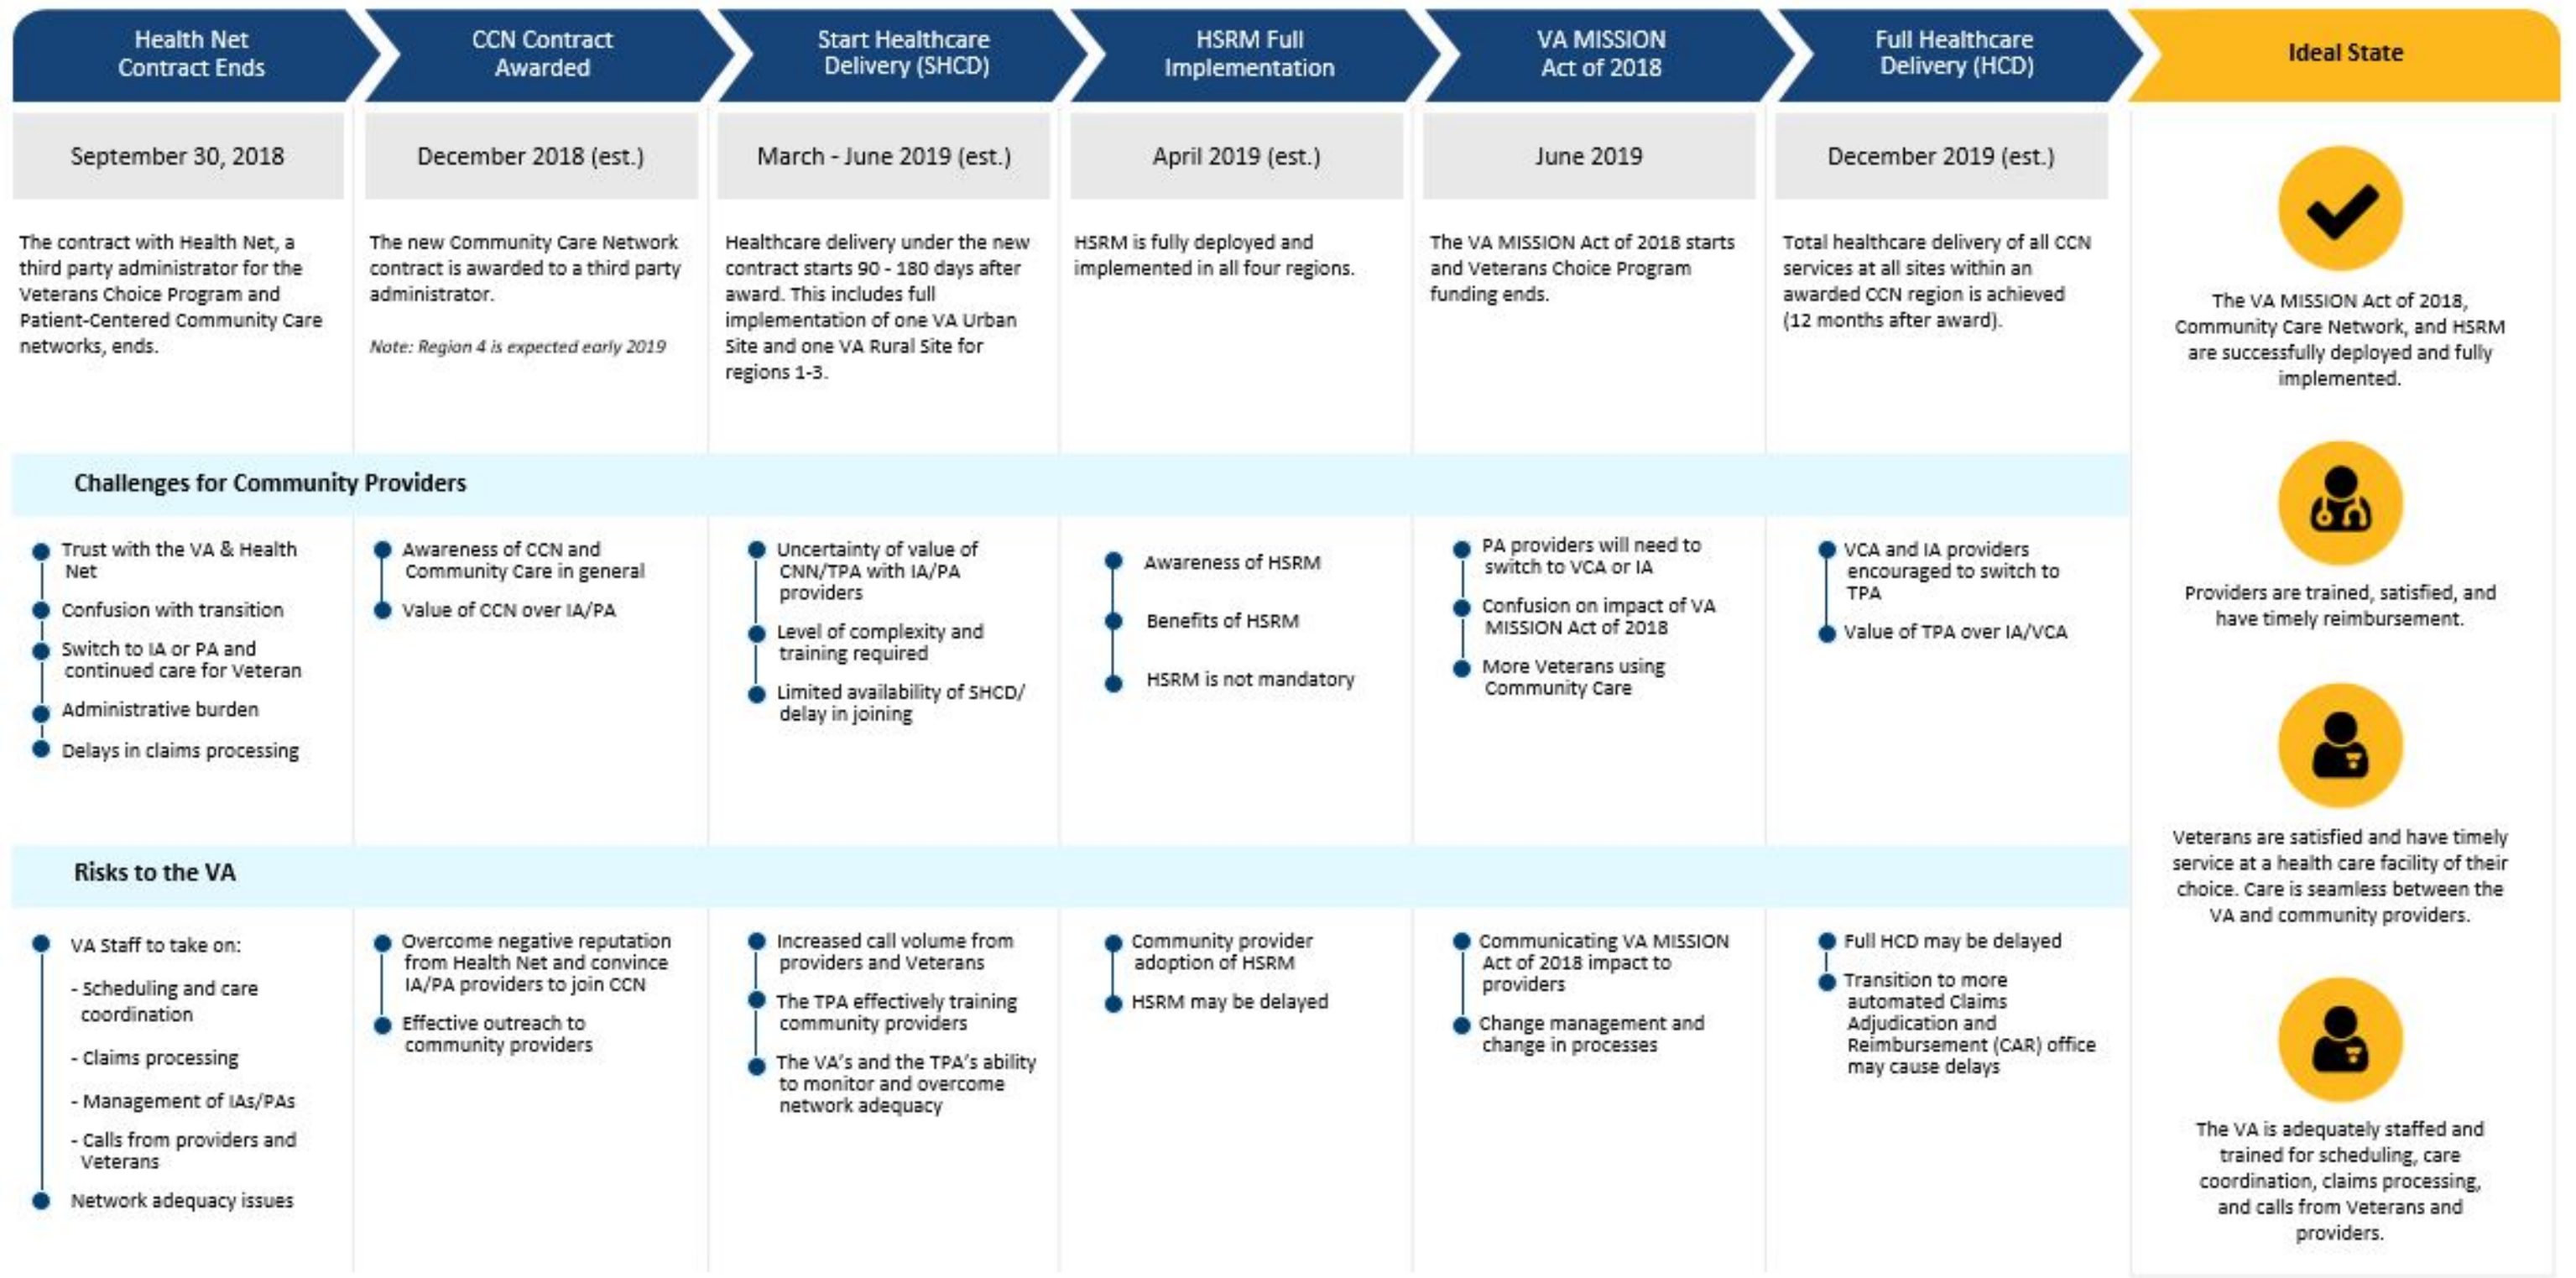 Health Net
Contract Ends
CCN Contract
Awarded
Start Healthcare
Delivery (SHCD)
HSRM Full
Implementation
VA MISSION
Act of 2018
Full Healthcare
Delivery (HCD)
Ideal State
September 30, 2018
December 2018 (est.)
March - June 2019 (est.)
April 2019 (est.)
June 2019
December 2019 (est.)
The contract with Health Net, a
third party administrator for the
Veterans Choice Program and
Patient-Centered Community Care
networks, ends.
The new Community Care Network
contract is awarded to a third party
administrator.
Note: Region 4 is expected early 2019
Healthcare delivery under the new
contract starts 90 - 180 days after
award. This includes full
implementation of one VA Urban
Site and one VA Rural Site for
regions 1-3.
HSRM is fully deployed and
implemented in all four regions.
The VA MISSION Act of 2018 starts
and Veterans Choice Program
funding ends.
Total healthcare delivery of all CCN
services at all sites within an
awarded CCN region is achieved
(12 months after award).
Challenges for Community Providers
Trust with the VA & Health
Net
Confusion with transition
Switch to IA or PA and
continued care for Veteran
Administrative burden
Delays in claims processing
Awareness of CCN and
Community Care in general
Value of CCN over IA/PA
Uncertainty of value of
CNN/TPA with IA/PA
providers
Level of complexity and
training required
Limited availability of SHCD/
delay in joining
Awareness of HSRM
Benefits of HSRM
HSRM is not mandatory
PA providers will need to
switch to VCA or IA
Confusion on impact of VA
MISSION Act of 2018
More Veterans using
Community Care
VCA and IA providers
encouraged to switch to
TPA
Value of TPA over IA/VCA
Risks to the VA
VA Staff to take on:
- Scheduling and care
coordination
- Claims processing
- Management of IAs/PAs
- Calls from providers and
Veterans
Network adequacy issues
Overcome negative reputation
from Health Net and convince
IA/PA providers to join CCN
Effective outreach to
community providers
Increased call volume from
providers and Veterans
The TPA effectively training
community providers
The VA's and the TPA's ability
to monitor and overcome
network adequacy
Community provider
adoption of HSRM
HSRM may be delayed
Communicating VA MISSION
Act of 2018 impact to
providers
Change management and
change in processes
Full HCD may be delayed
Transition to more
automated Claims
Adjudication and
Reimbursement (CAR) office
may cause delays
The VA MISSION Act of 2018,
Community Care Network, and HSRM
are successfully deployed and fully
implemented.
Providers are trained, satisfied, and
have timely reimbursement.
Veterans are satisfied and have timely
service at a health care facility of their
choice. Care is seamless between the
VA and community providers.
The VA is adequately staffed and
trained for scheduling, care
coordination, claims processing,
and calls from Veterans and
providers.